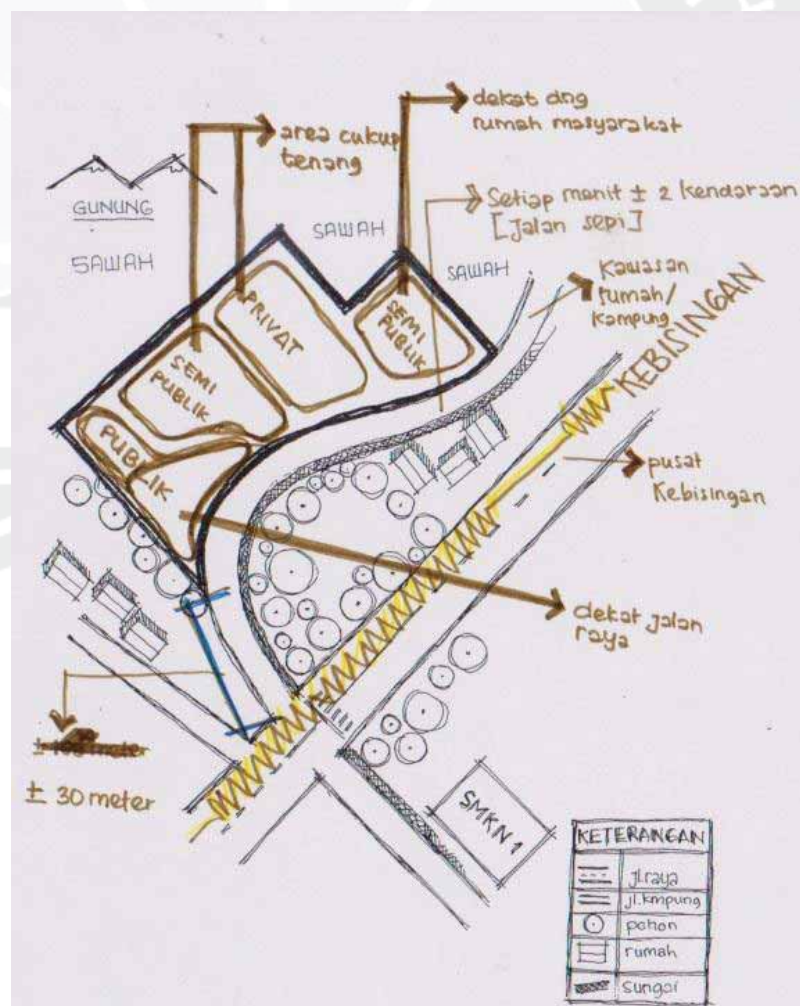 dekat dng
rumah masyarakat
area cukup
tenang
Setiap menit ± 2 kendaraan
[Jalan sepi]
GUNUNG
SAWAH
SAWAH
SAWAH
Kawasan
rumah/
Kampung
KEBISINGAN
PRIVAT
SEMI
PUBLIK
SEMI
PUBLIK
PUBLIK
pusat
Kebisingan
dekat jalan
raya
± 30 meter
SMKN 1
KETERANGAN
jl.raya
jl.kmpung
pohon
rumah
Sungai